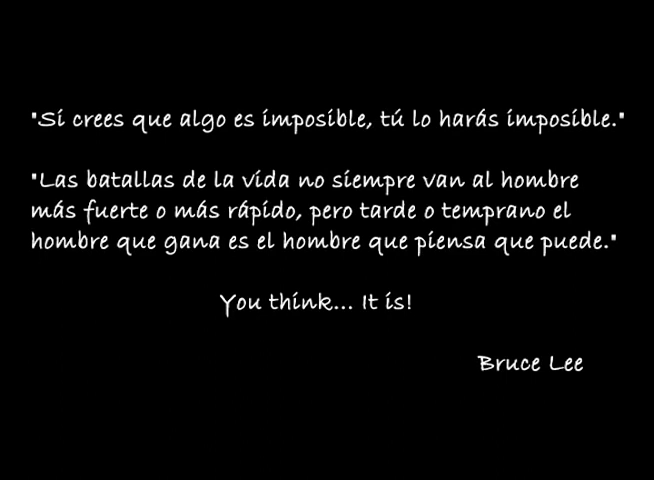 "Si crees que algo es imposible, tú lo harás imposible."
"Las batallas de la vida no siempre van al hombre
más fuerte o más rápido, pero tarde o temprano el
hombre que gana es el hombre que piensa que puede."
You think... It is!
Bruce Lee